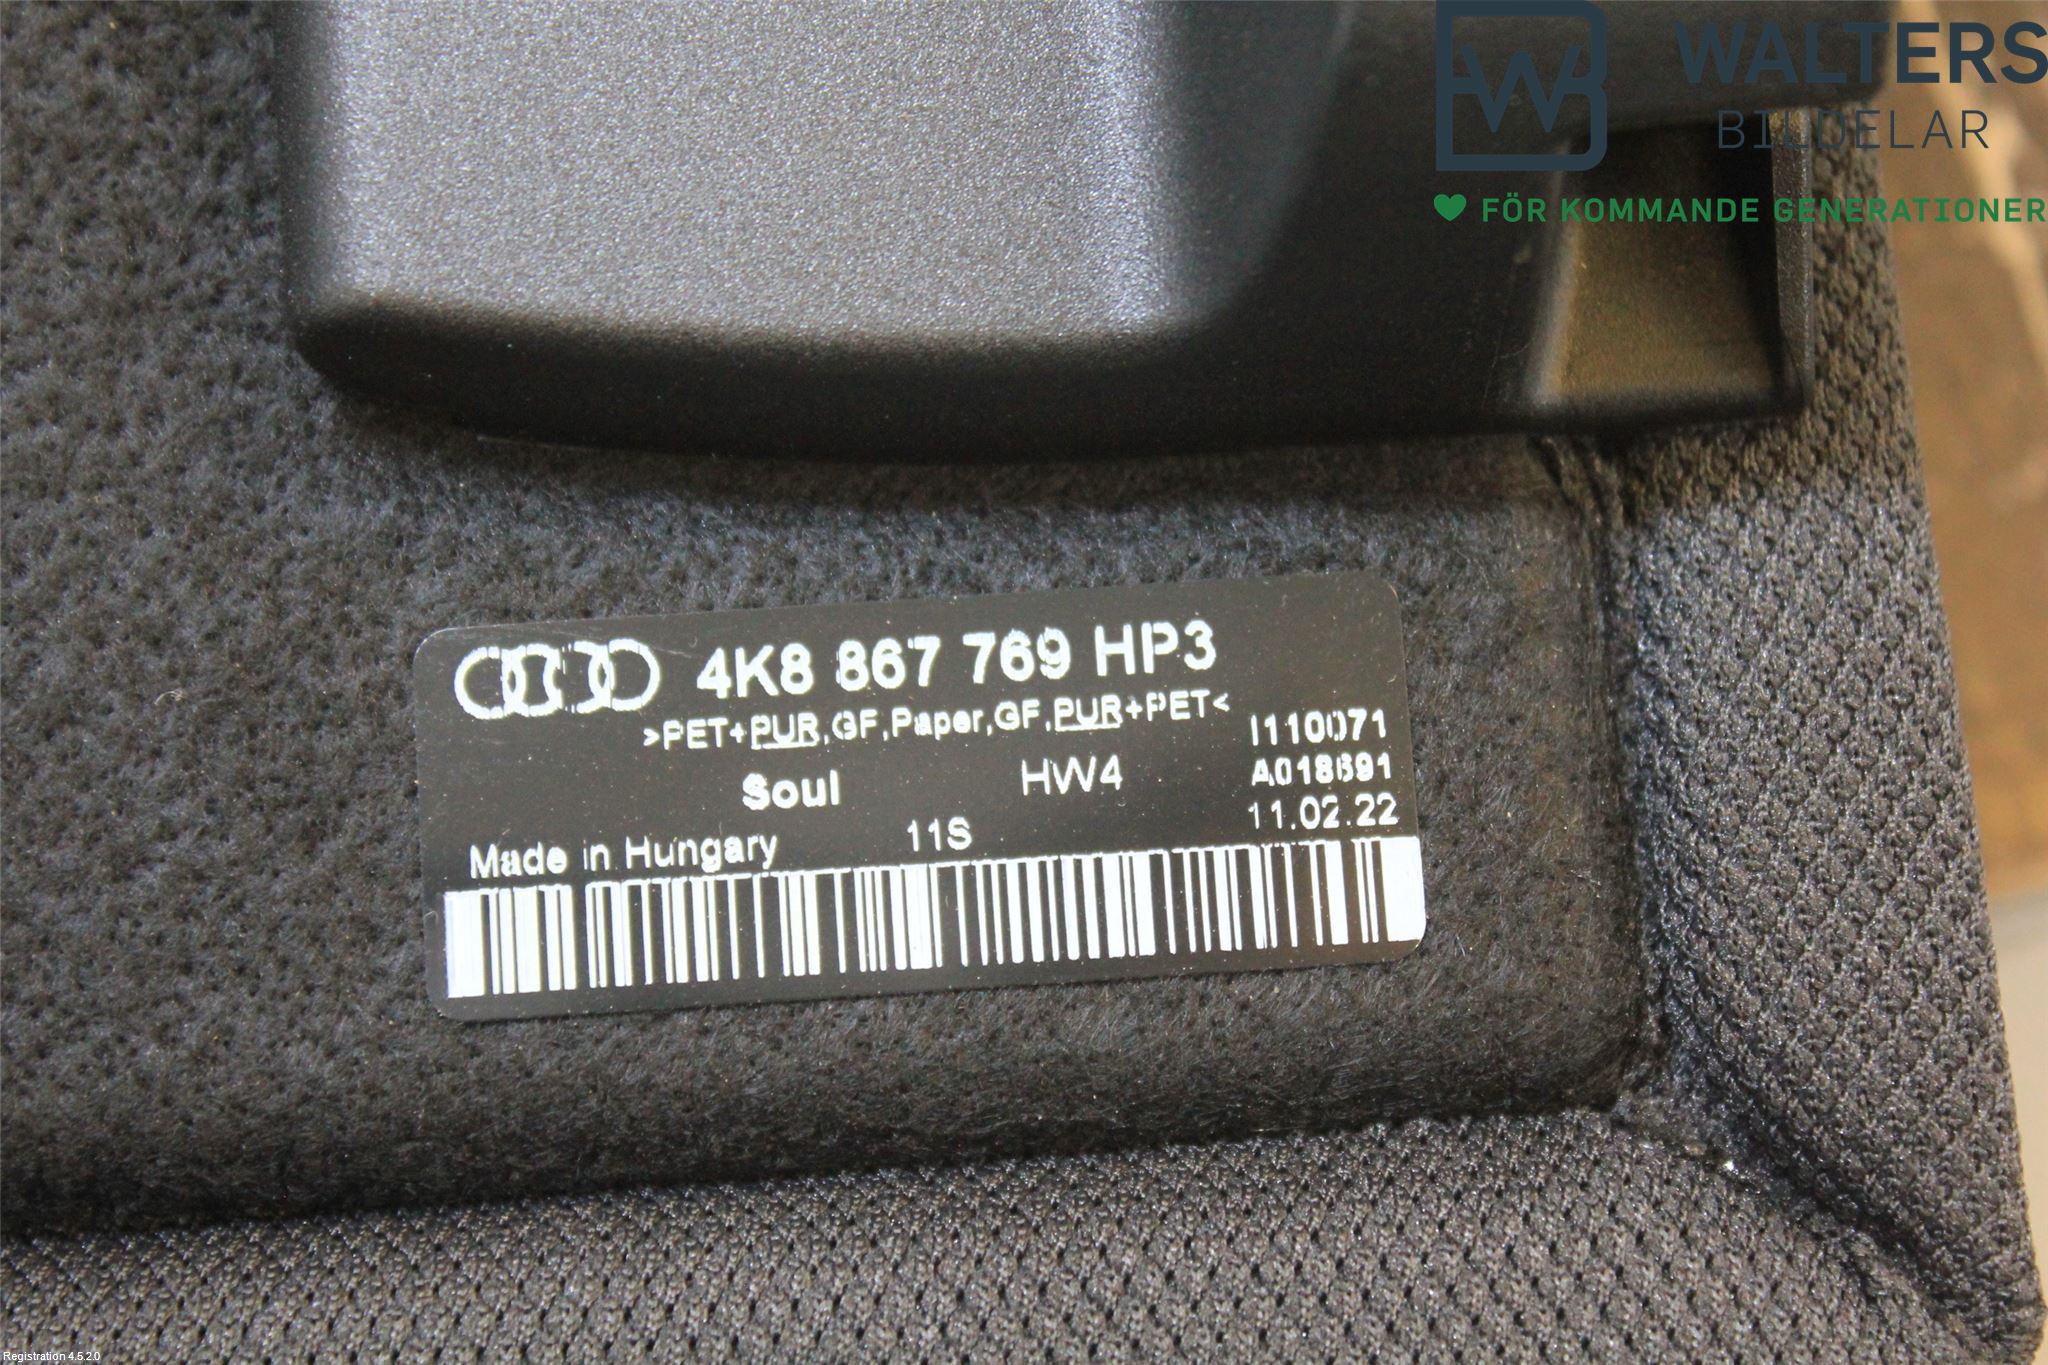 WALTERS
BILDELAR
FÖR KOMMANDE GENERATIONER
4K8 867 769 HP3
>PET+PUR,GF,Paper,GF,PUR+PET<
I110071
Soul HW4 A018691
Made in Hungary 11S 11.02.22
Registration 4.5.2.0